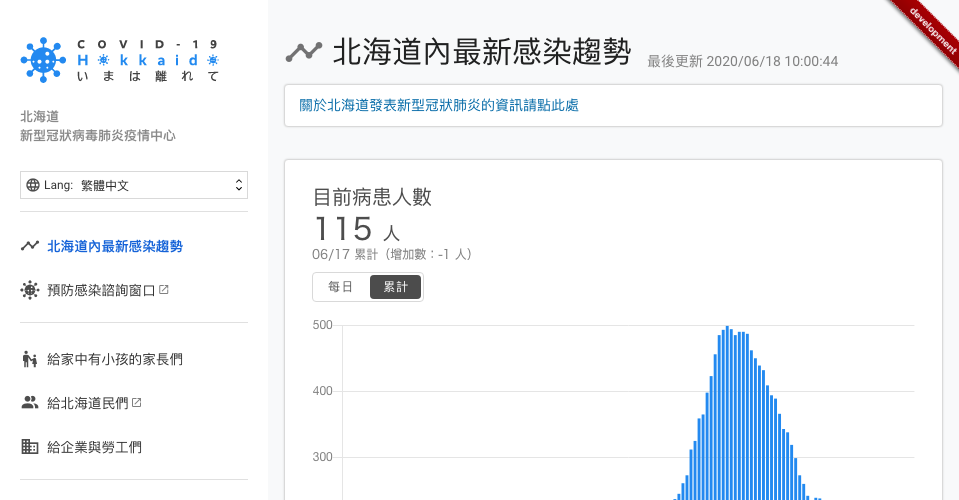 COVID-19
Hokkaido
いまは離れて
北海道
新型冠狀病毒肺炎疫情中心
Lang: 繁體中文
北海道內最新感染趨勢
預防感染諮詢窗口
給家中有小孩的家長們
給北海道民們
給企業與勞工們
development
北海道內最新感染趨勢
最後更新 2020/06/18 10:00:44
關於北海道發表新型冠狀肺炎的資訊請點此處
目前病患人數
115 人
06/17 累計（增加數：-1 人）
每日 累計
500
400
300